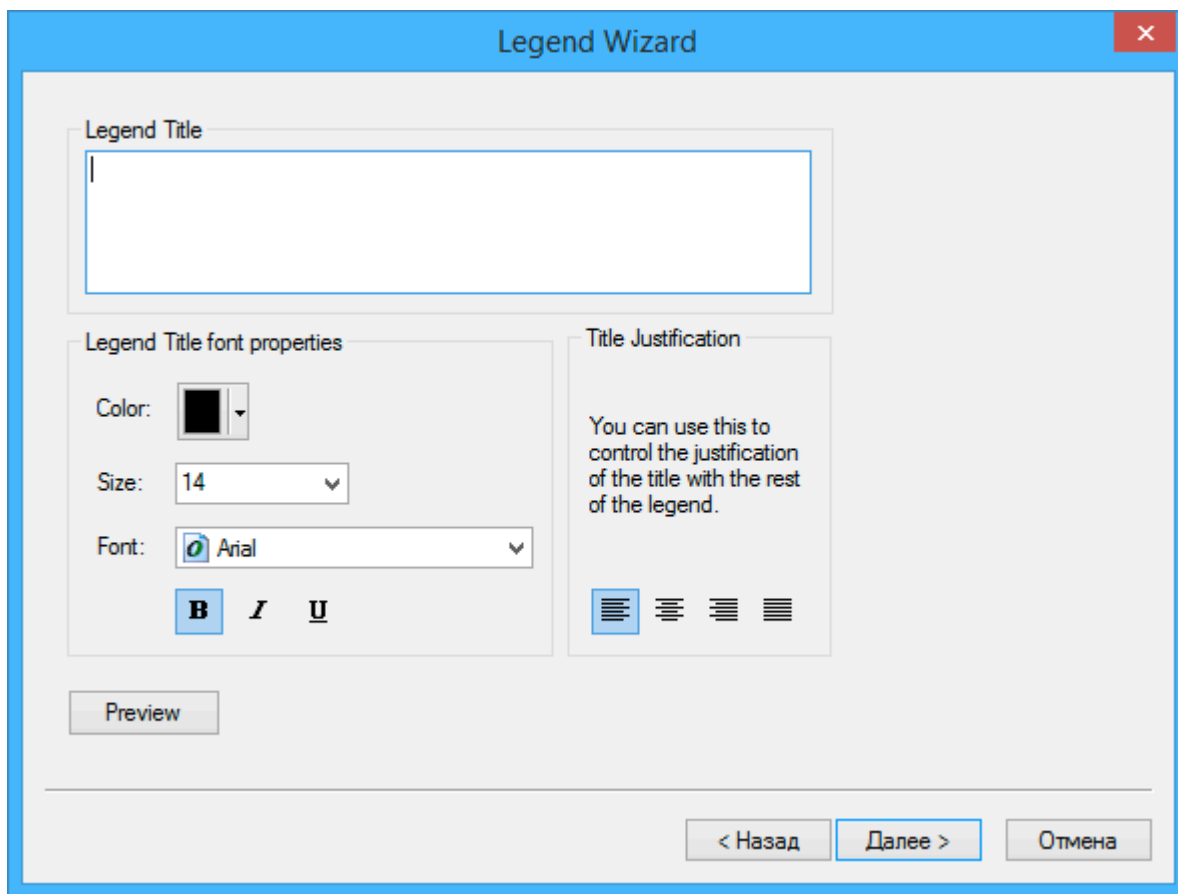 Legend Wizard
Legend Title
Legend Title font properties
Color:
Size: 14
Font: Arial
B I U
Title Justification
You can use this to
control the justification
of the title with the rest
of the legend.
Preview
< Назад Далее > Отмена